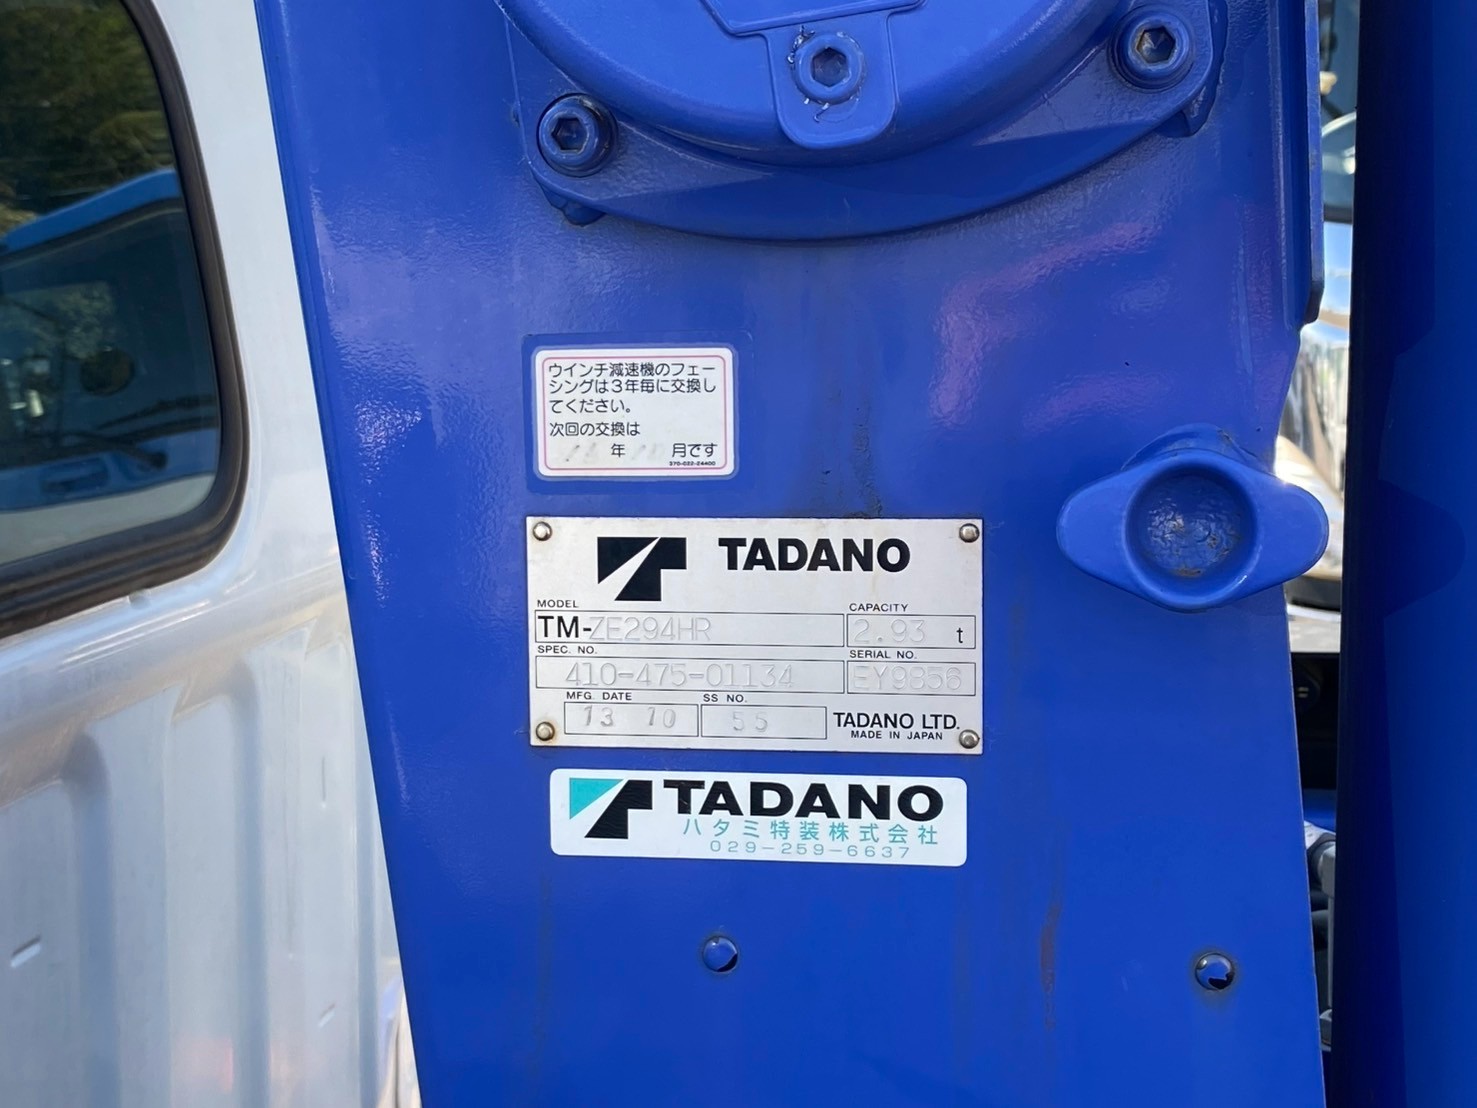 ウインチ減速機のフェー
シングは3年毎に交換し
てください。
次回の交換は
年 月です
370-022-24400
TADANO
MODEL
CAPACITY
TM-ZE294HR
2.93 t
SPEC. NO.
SERIAL NO.
410-475-01134
EY9856
MFG. DATE
SS NO.
13 10
55
TADANO LTD.
MADE IN JAPAN
TADANO
ハタミ特装株式会社
029-259-6637